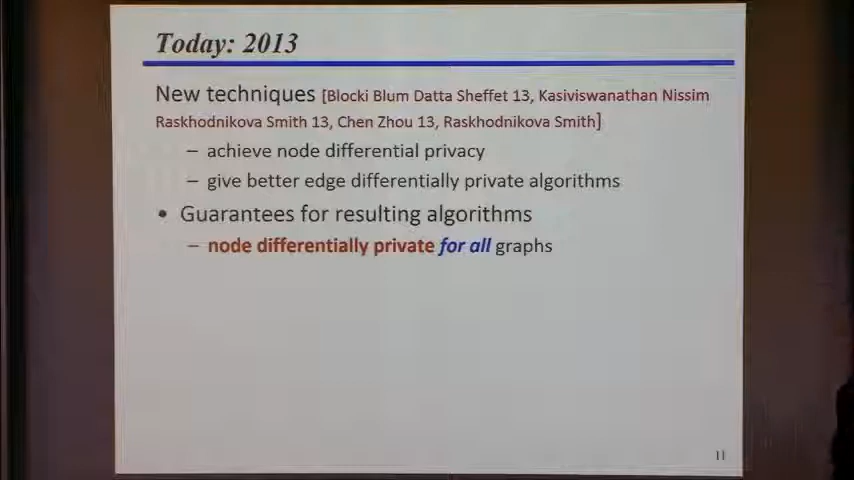 Today: 2013
New techniques [Blocki Blum Datta Sheffet 13, Kasiviswanathan Nissim
Raskhodnikova Smith 13, Chen Zhou 13, Raskhodnikova Smith]
– achieve node differential privacy
– give better edge differentially private algorithms
• Guarantees for resulting algorithms
– node differentially private for all graphs
11